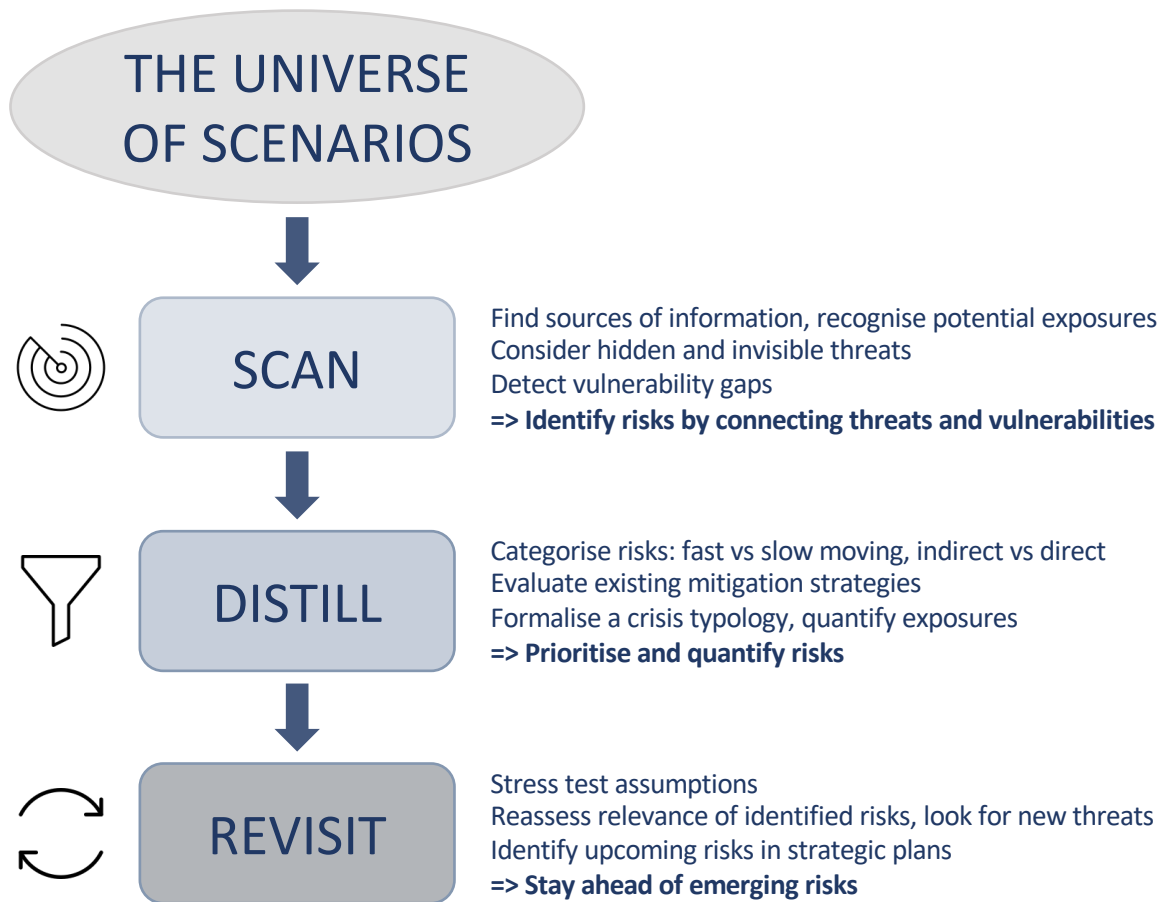 THE UNIVERSE
OF SCENARIOS
SCAN
Find sources of information, recognise potential exposures
Consider hidden and invisible threats
Detect vulnerability gaps
=> Identify risks by connecting threats and vulnerabilities
DISTILL
Categorise risks: fast vs slow moving, indirect vs direct
Evaluate existing mitigation strategies
Formalise a crisis typology, quantify exposures
=> Prioritise and quantify risks
REVISIT
Stress test assumptions
Reassess relevance of identified risks, look for new threats
Identify upcoming risks in strategic plans
=> Stay ahead of emerging risks